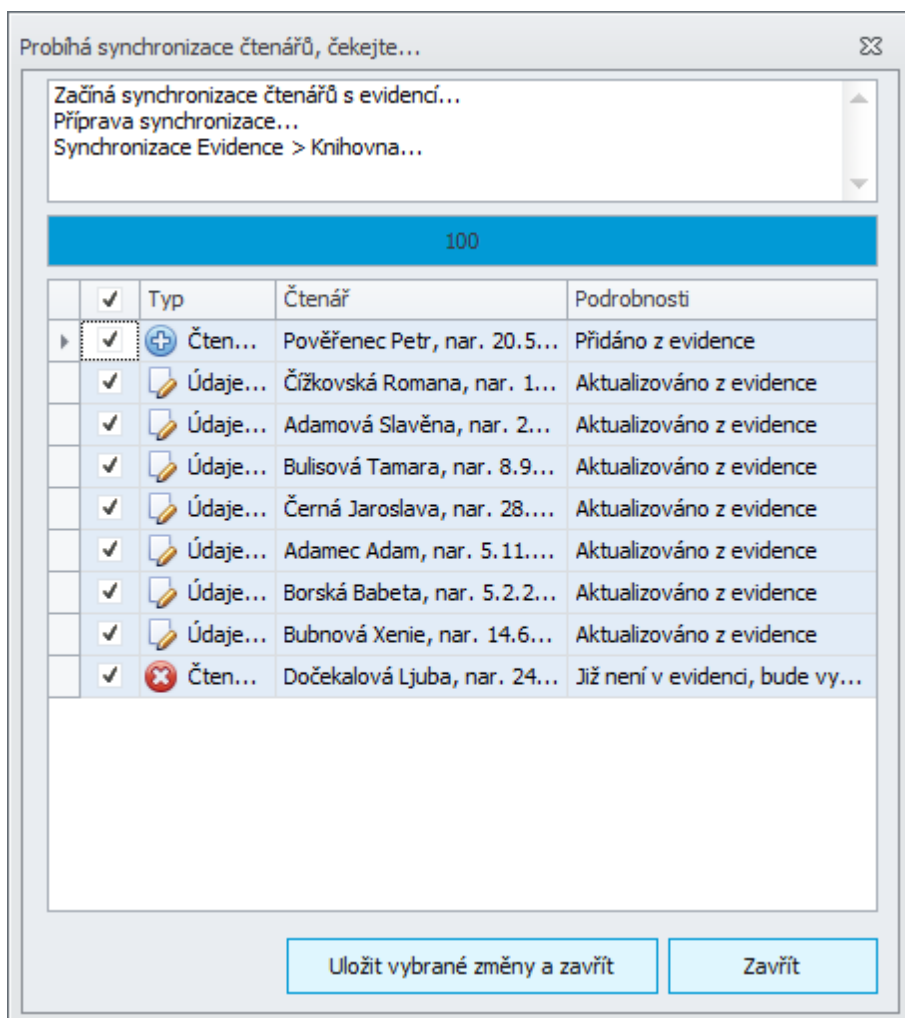 Probíhá synchronizace čtenářů, čekejte...
Začíná synchronizace čtenářů s evidencí...
Příprava synchronizace...
Synchronizace Evidence > Knihovna...
100
Typ Čtenář Podrobnosti
Čten... Pověřenec Petr, nar. 20.5... Přidáno z evidence
Údaje... Čížkovská Romana, nar. 1... Aktualizováno z evidence
Údaje... Adamová Slavěna, nar. 2... Aktualizováno z evidence
Údaje... Bulisová Tamara, nar. 8.9... Aktualizováno z evidence
Údaje... Černá Jaroslava, nar. 28.... Aktualizováno z evidence
Údaje... Adamec Adam, nar. 5.11.... Aktualizováno z evidence
Údaje... Borská Babeta, nar. 5.2.2... Aktualizováno z evidence
Údaje... Bubnová Xenie, nar. 14.6... Aktualizováno z evidence
Čten... Dočekalová Ljuba, nar. 24... Již není v evidenci, bude vy...
Uložit vybrané změny a zavřít Zavřít